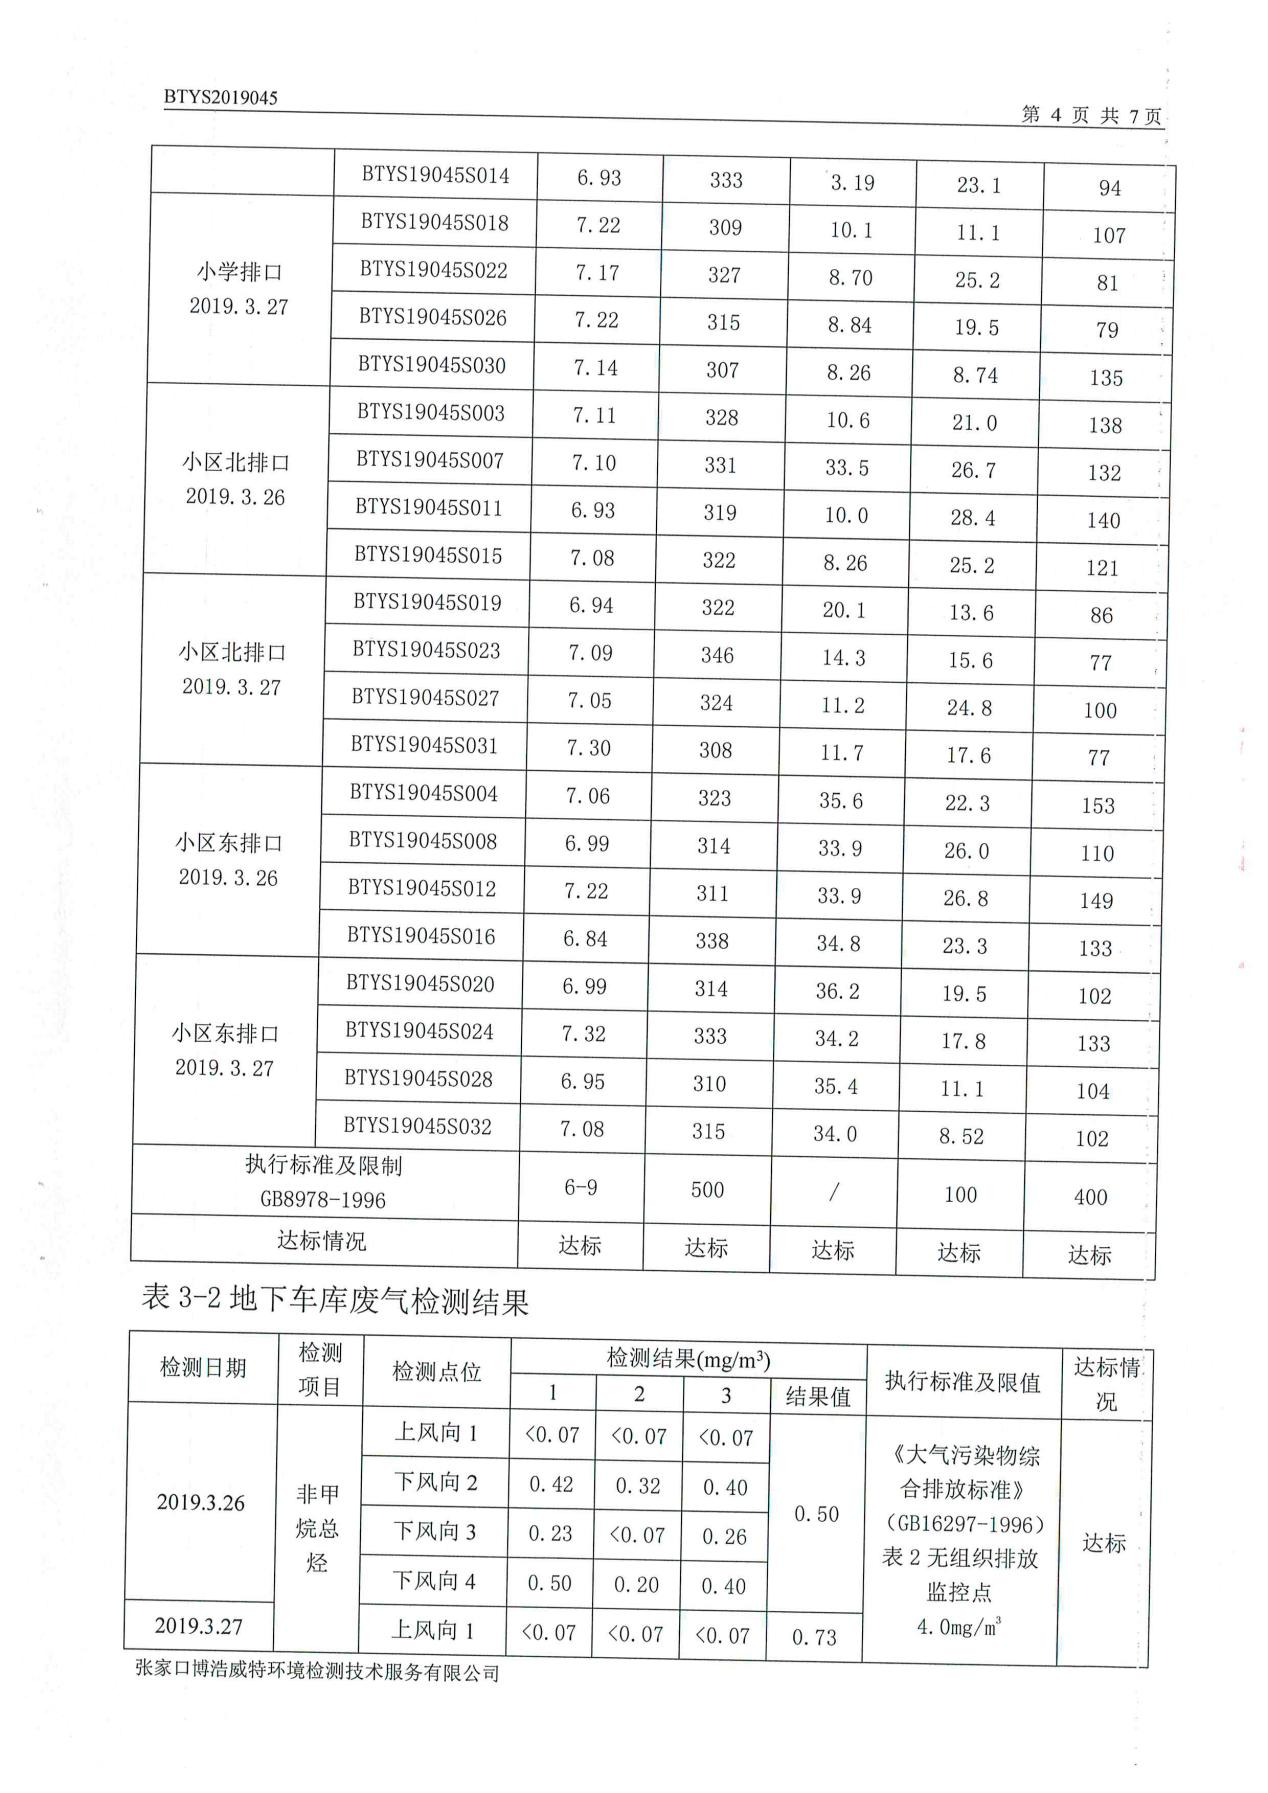 BTYS2019045
第 4 页 共 7 页
BTYS19045S014 6.93 333 3.19 23.1 94
小学排口
2019.3.27
BTYS19045S018 7.22 309 10.1 11.1 107
BTYS19045S022 7.17 327 8.70 25.2 81
BTYS19045S026 7.22 315 8.84 19.5 79
BTYS19045S030 7.14 307 8.26 8.74 135
小区北排口
2019.3.26
BTYS19045S003 7.11 328 10.6 21.0 138
BTYS19045S007 7.10 331 33.5 26.7 132
BTYS19045S011 6.93 319 10.0 28.4 140
BTYS19045S015 7.08 322 8.26 25.2 121
小区北排口
2019.3.27
BTYS19045S019 6.94 322 20.1 13.6 86
BTYS19045S023 7.09 346 14.3 15.6 77
BTYS19045S027 7.05 324 11.2 24.8 100
BTYS19045S031 7.30 308 11.7 17.6 77
小区东排口
2019.3.26
BTYS19045S004 7.06 323 35.6 22.3 153
BTYS19045S008 6.99 314 33.9 26.0 110
BTYS19045S012 7.22 311 33.9 26.8 149
BTYS19045S016 6.84 338 34.8 23.3 133
小区东排口
2019.3.27
BTYS19045S020 6.99 314 36.2 19.5 102
BTYS19045S024 7.32 333 34.2 17.8 133
BTYS19045S028 6.95 310 35.4 11.1 104
BTYS19045S032 7.08 315 34.0 8.52 102
执行标准及限制
GB8978-1996
6-9 500 / 100 400
达标情况 达标 达标 达标 达标 达标
表 3-2 地下车库废气检测结果
检测日期
检测
项目
检测点位
检测结果(mg/m³)
1 2 3 结果值
执行标准及限值
达标情
况
2019.3.26
非甲
烷总
烃
上风向 1 <0.07 <0.07 <0.07
下风向 2 0.42 0.32 0.40
下风向 3 0.23 <0.07 0.26
下风向 4 0.50 0.20 0.40
0.50
《大气污染物综
合排放标准》
（GB16297-1996）
表 2 无组织排放
监控点
4.0mg/m³
达标
2019.3.27 上风向 1 <0.07 <0.07 <0.07 0.73
张家口博浩威特环境检测技术服务有限公司